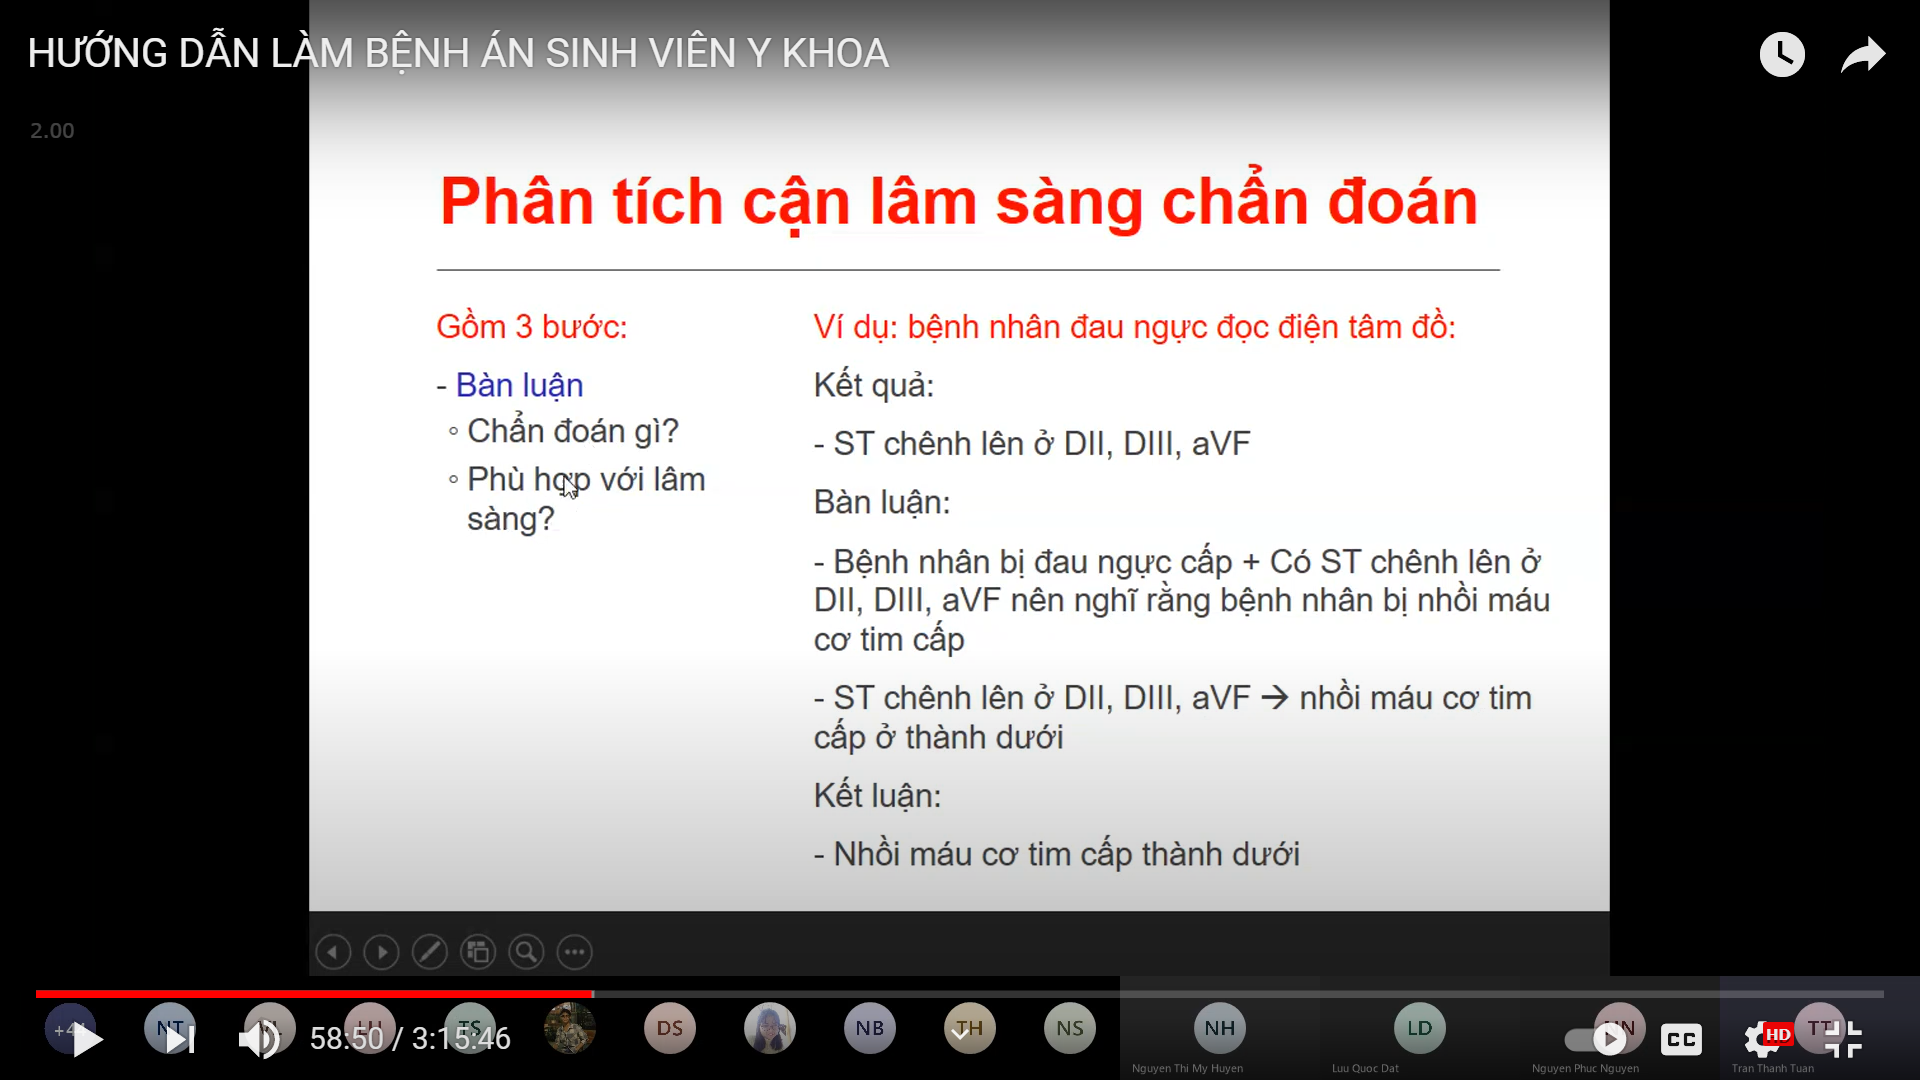 HƯỚNG DẪN LÀM BỆNH ÁN SINH VIÊN Y KHOA
2.00
Phân tích cận lâm sàng chẩn đoán
Gồm 3 bước:
- Bàn luận
◦ Chẩn đoán gì?
◦ Phù hợp với lâm
sàng?
Ví dụ: bệnh nhân đau ngực đọc điện tâm đồ:
Kết quả:
- ST chênh lên ở DII, DIII, aVF
Bàn luận:
- Bệnh nhân bị đau ngực cấp + Có ST chênh lên ở
DII, DIII, aVF nên nghĩ rằng bệnh nhân bị nhồi máu
cơ tim cấp
- ST chênh lên ở DII, DIII, aVF → nhồi máu cơ tim
cấp ở thành dưới
Kết luận:
- Nhồi máu cơ tim cấp thành dưới
NT
TS
DS
NB
TH
NS
NH
LD
TT
58:50 / 3:15:46
CC
HD
Nguyen Thi My Huyen
Luu Quoc Dat
Nguyen Phuc Nguyen
Tran Thanh Tuan